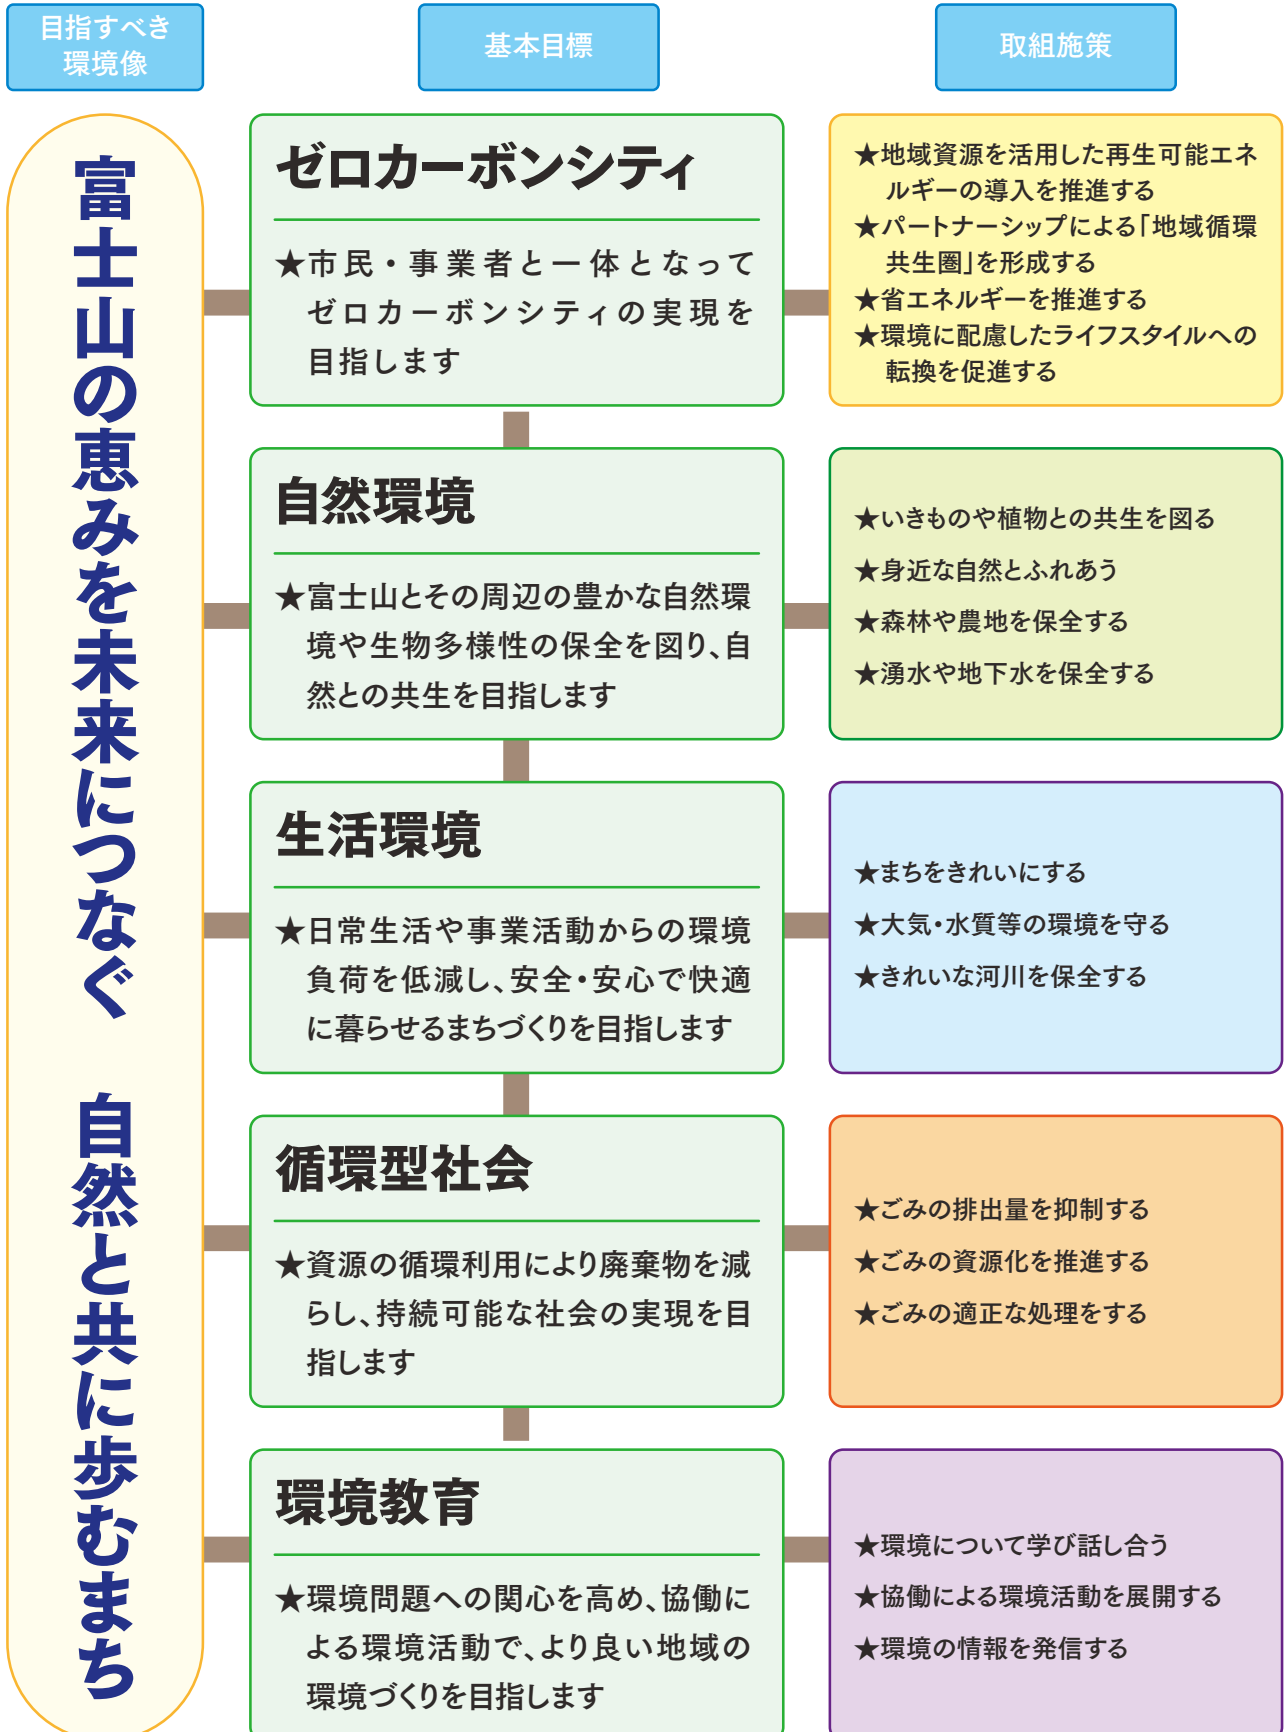 目指すべき
環境像
基本目標
取組施策
富士山の恵みを未来につなぐ　自然と共に歩むまち
ゼロカーボンシティ
★市民・事業者と一体となって
ゼロカーボンシティの実現を
目指します
★地域資源を活用した再生可能エネ
ルギーの導入を推進する
★パートナーシップによる「地域循環
共生圏」を形成する
★省エネルギーを推進する
★環境に配慮したライフスタイルへの
転換を促進する
自然環境
★富士山とその周辺の豊かな自然環
境や生物多様性の保全を図り、自
然との共生を目指します
★いきものや植物との共生を図る
★身近な自然とふれあう
★森林や農地を保全する
★湧水や地下水を保全する
生活環境
★日常生活や事業活動からの環境
負荷を低減し、安全・安心で快適
に暮らせるまちづくりを目指します
★まちをきれいにする
★大気・水質等の環境を守る
★きれいな河川を保全する
循環型社会
★資源の循環利用により廃棄物を減
らし、持続可能な社会の実現を目
指します
★ごみの排出量を抑制する
★ごみの資源化を推進する
★ごみの適正な処理をする
環境教育
★環境問題への関心を高め、協働に
よる環境活動で、より良い地域の
環境づくりを目指します
★環境について学び話し合う
★協働による環境活動を展開する
★環境の情報を発信する